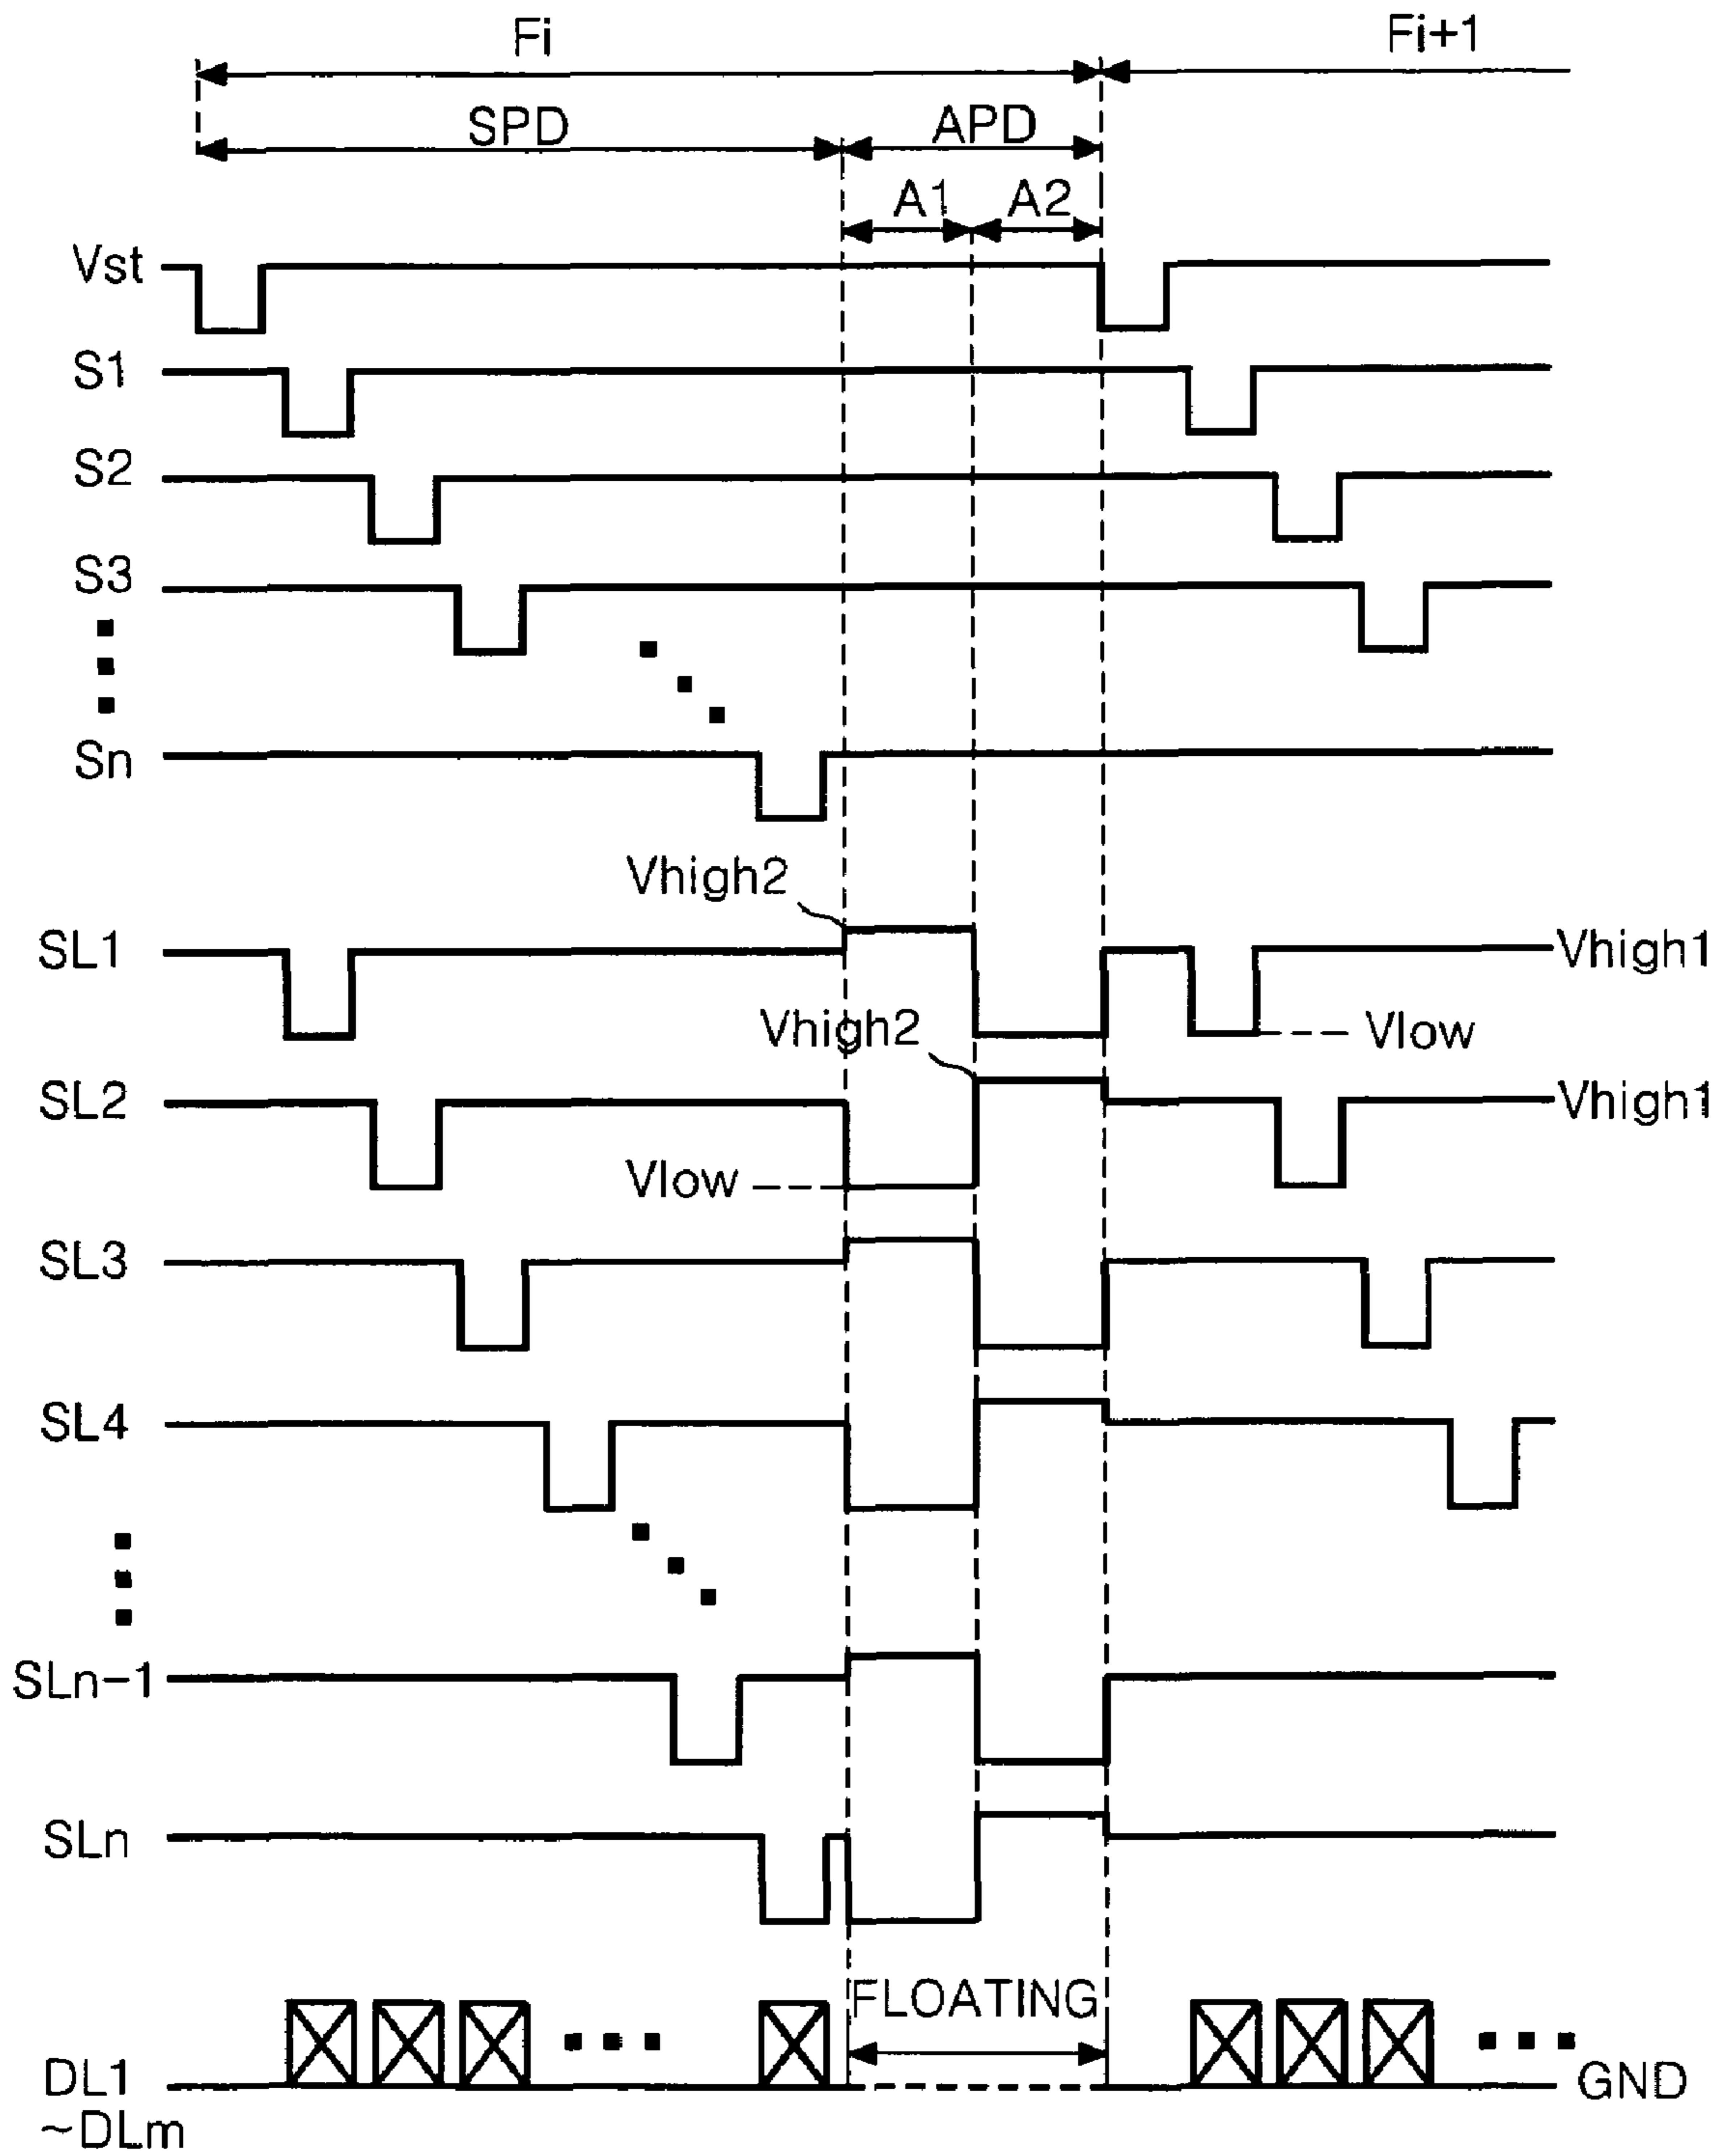 Fi
Fi+1
SPD
APD
A1
A2
Vst
S1
S2
S3
Sn
Vhigh2
SL1
Vhigh1
Vhigh2
Vlow
SL2
Vhigh1
Vlow
SL3
SL4
SLn-1
SLn
FLOATING
DL1
~DLm
GND